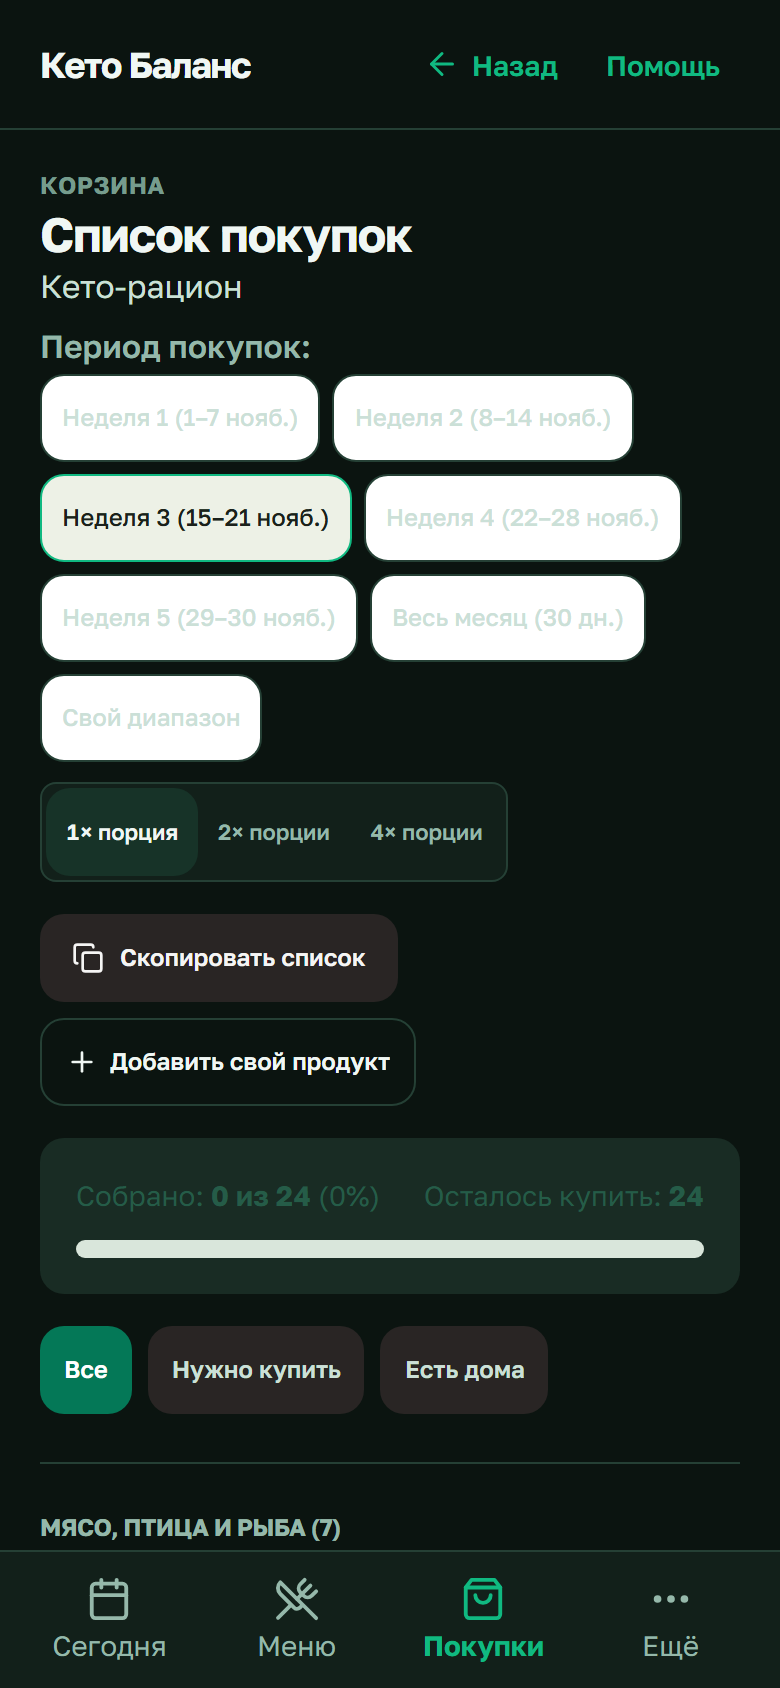 Кето Баланс
← Назад
Помощь
КОРЗИНА
Список покупок
Кето-рацион
Период покупок:
Неделя 1 (1–7 нояб.)
Неделя 2 (8–14 нояб.)
Неделя 3 (15–21 нояб.)
Неделя 4 (22–28 нояб.)
Неделя 5 (29–30 нояб.)
Весь месяц (30 дн.)
Свой диапазон
1× порция
2× порции
4× порции
Скопировать список
Добавить свой продукт
Собрано: 0 из 24 (0%)
Осталось купить: 24
Все
Нужно купить
Есть дома
МЯСО, ПТИЦА И РЫБА (7)
Сегодня
Меню
Покупки
Ещё